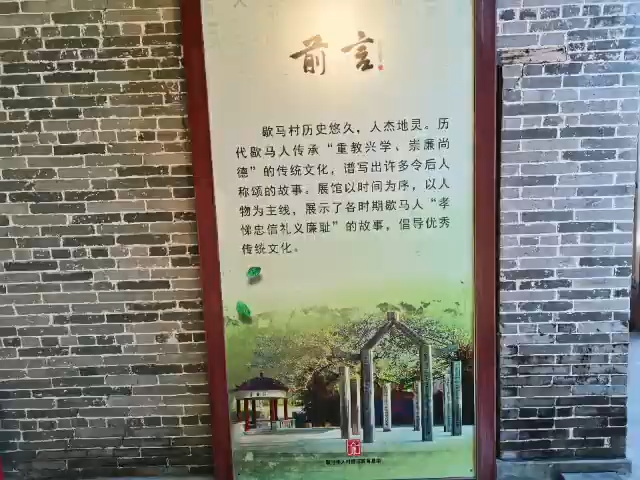 前言
歇马村历史悠久，人杰地灵。历
代歇马人传承“重教兴学、崇廉尚
德”的传统文化，谱写出许多令后人
称颂的故事。展馆以时间为序，以人
物为主线，展示了各时期歇马人“孝
悌忠信礼义廉耻”的故事，倡导优秀
传统文化。